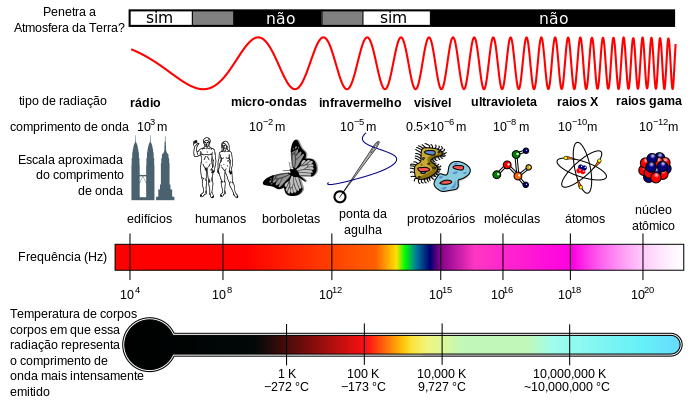 Penetra a
Atmosfera da Terra?
sim não sim não
tipo de radiação
rádio micro-ondas infravermelho visível ultravioleta raios X raios gama
comprimento de onda
10³ m 10⁻² m 10⁻⁵ m 0.5×10⁻⁶ m 10⁻⁸ m 10⁻¹⁰ m 10⁻¹² m
Escala aproximada
do comprimento
de onda
edifícios humanos borboletas ponta da
agulha protozoários moléculas átomos núcleo
atômico
Frequência (Hz)
10⁴ 10⁸ 10¹² 10¹⁵ 10¹⁶ 10¹⁸ 10²⁰
Temperatura de corpos
corpos em que essa
radiação representa
o comprimento de
onda mais intensamente
emitido
1 K 100 K 10,000 K 10,000,000 K
−272 °C −173 °C 9,727 °C ~10,000,000 °C